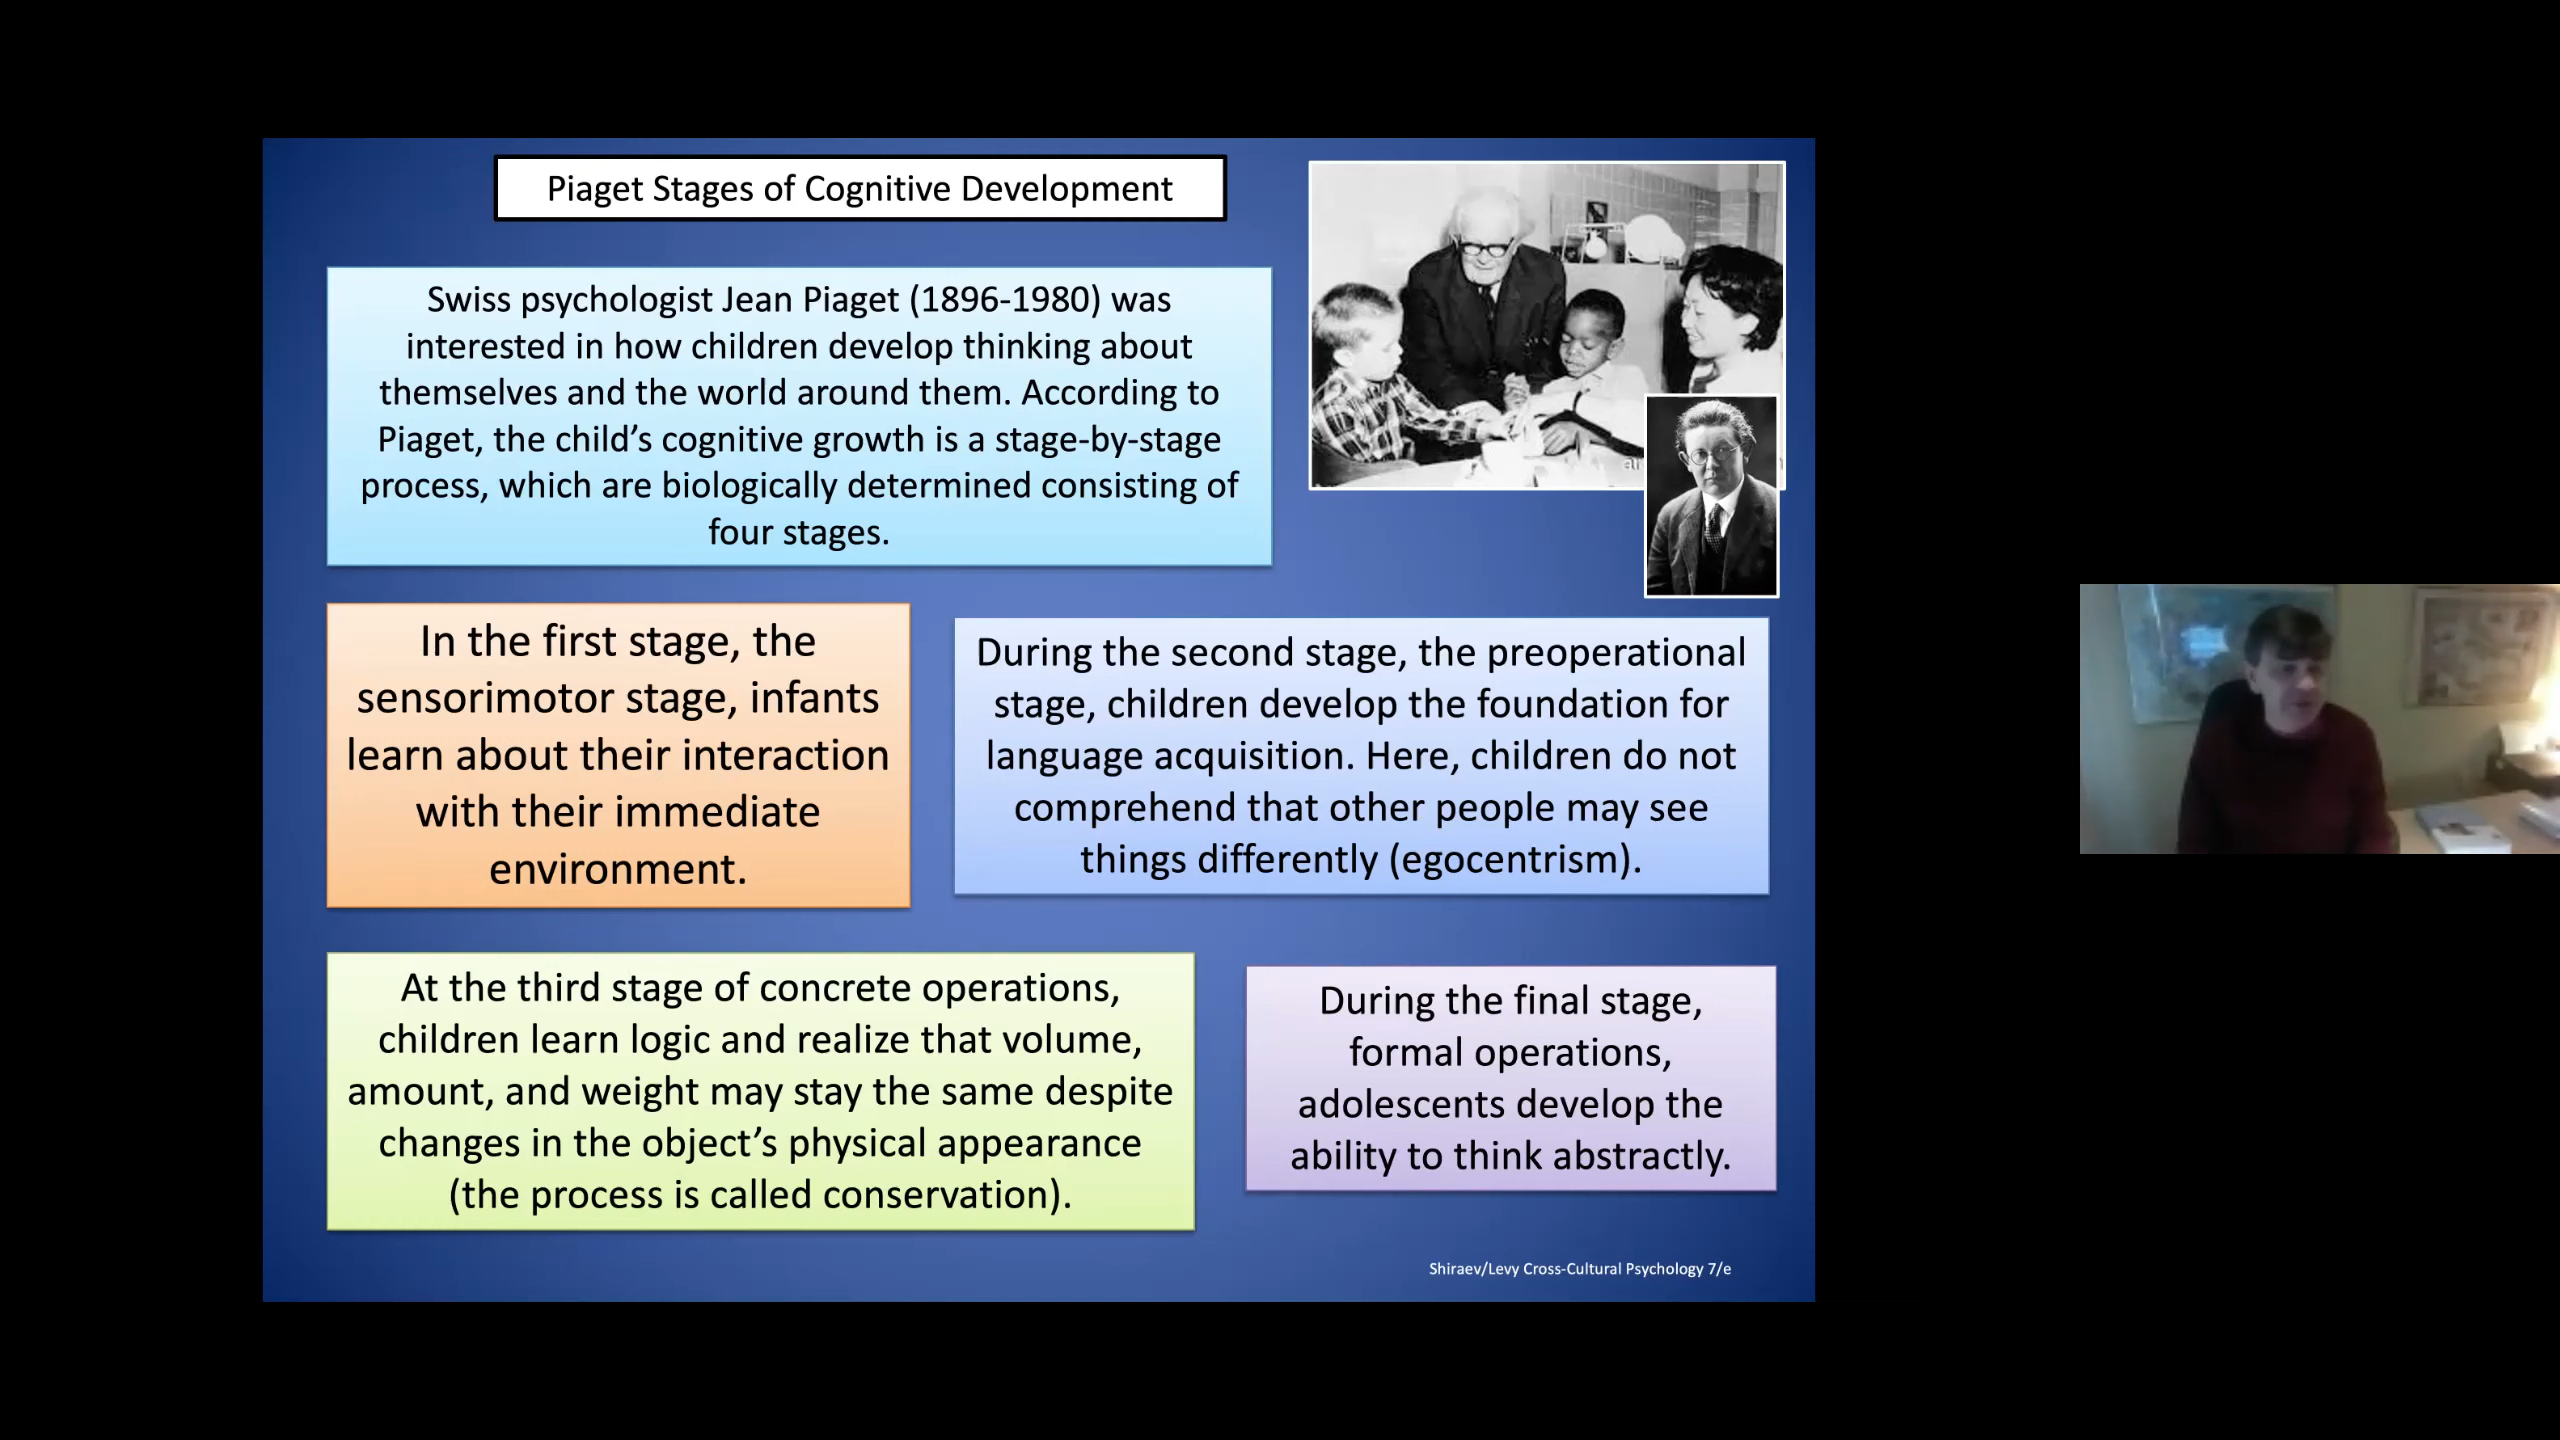 Piaget Stages of Cognitive Development
Swiss psychologist Jean Piaget (1896-1980) was
interested in how children develop thinking about
themselves and the world around them. According to
Piaget, the child’s cognitive growth is a stage-by-stage
process, which are biologically determined consisting of
four stages.
In the first stage, the
sensorimotor stage, infants
learn about their interaction
with their immediate
environment.
During the second stage, the preoperational
stage, children develop the foundation for
language acquisition. Here, children do not
comprehend that other people may see
things differently (egocentrism).
At the third stage of concrete operations,
children learn logic and realize that volume,
amount, and weight may stay the same despite
changes in the object’s physical appearance
(the process is called conservation).
During the final stage,
formal operations,
adolescents develop the
ability to think abstractly.
Shiraev/Levy Cross-Cultural Psychology 7/e